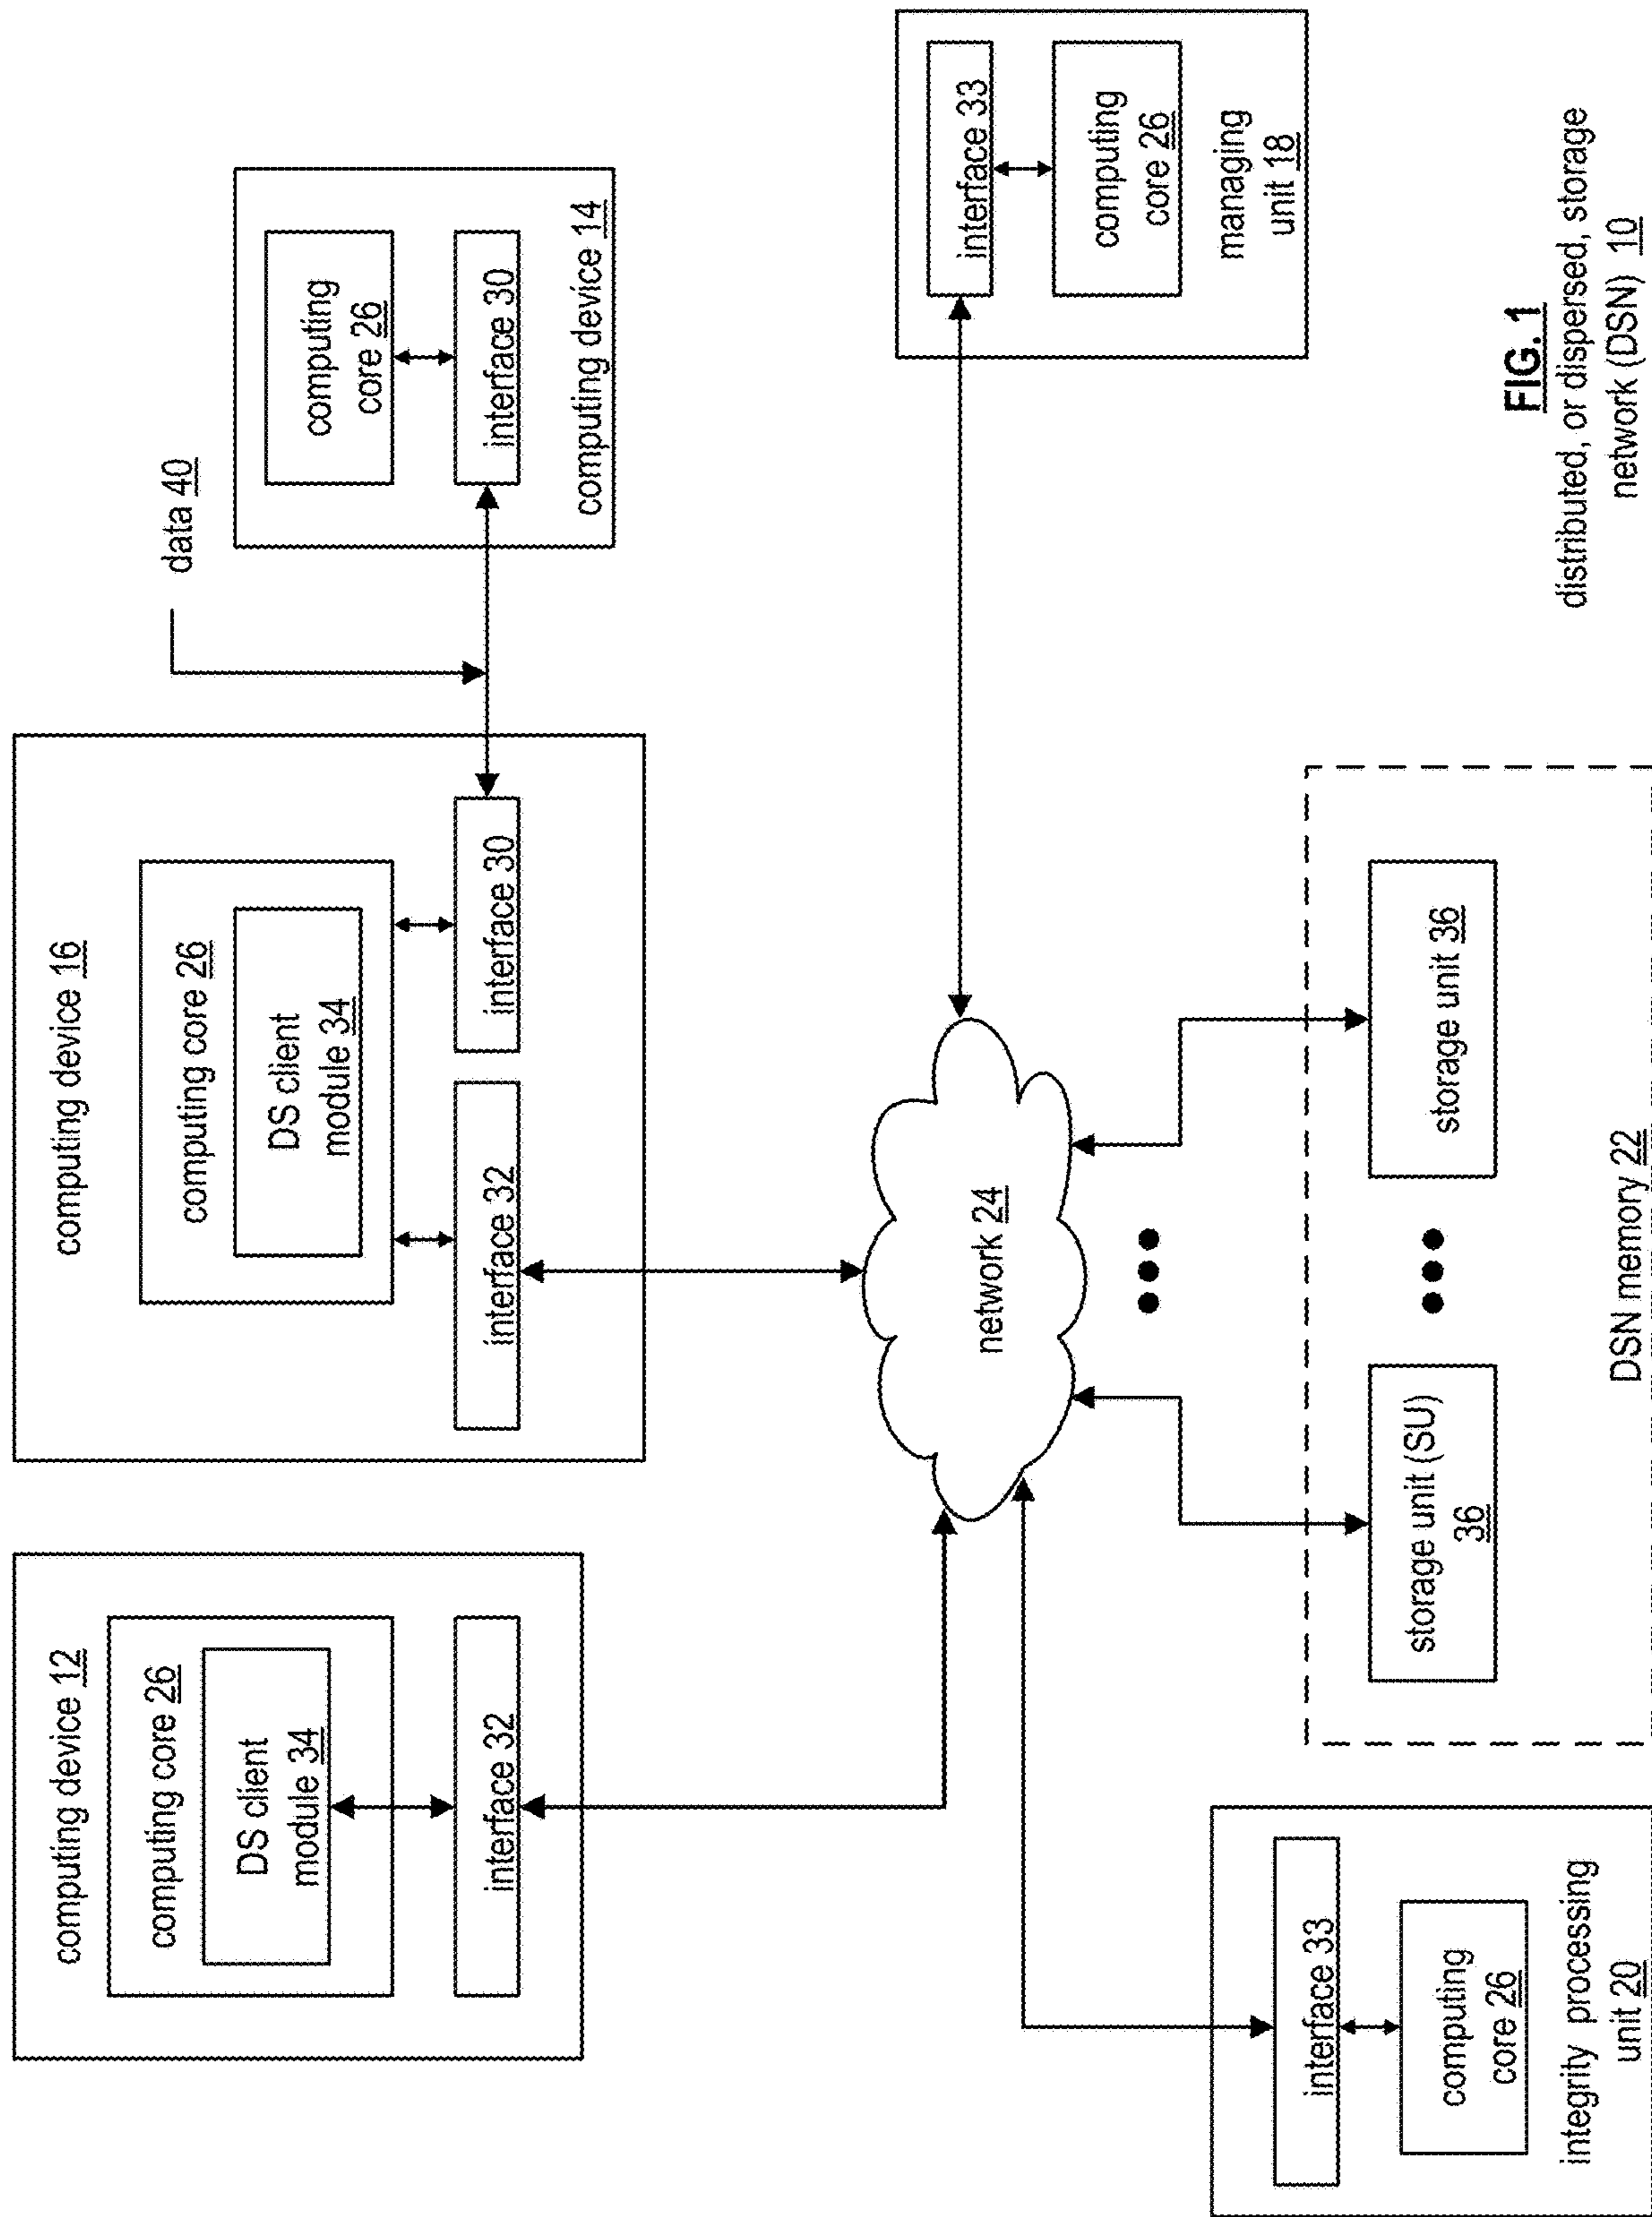 computing device 12
computing core 26
DS client
module 34
interface 32
computing device 16
computing core 26
DS client
module 34
interface 32
interface 30
data 40
computing
core 26
interface 30
computing device 14
network 24
interface 33
computing
core 26
integrity processing
unit 20
storage unit (SU)
36
storage unit 36
DSN memory 22
interface 33
computing
core 26
managing
unit 18
FIG. 1
distributed, or dispersed, storage
network (DSN) 10